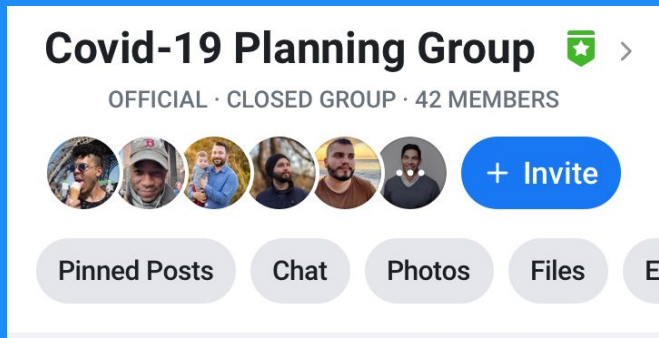 Covid-19 Planning Group
OFFICIAL · CLOSED GROUP · 42 MEMBERS
+ Invite
Pinned Posts Chat Photos Files E